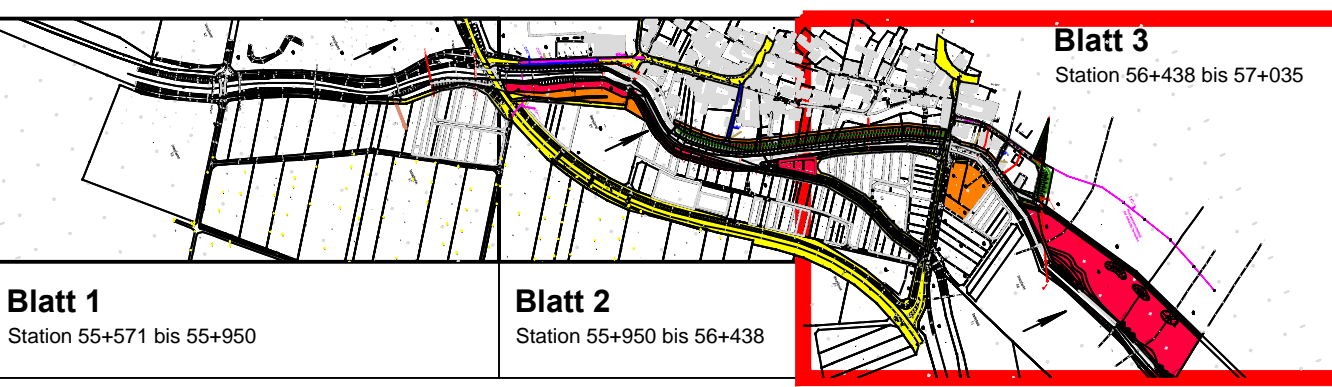 Blatt 1
Station 55+571 bis 55+950
Blatt 2
Station 55+950 bis 56+438
Blatt 3
Station 56+438 bis 57+035